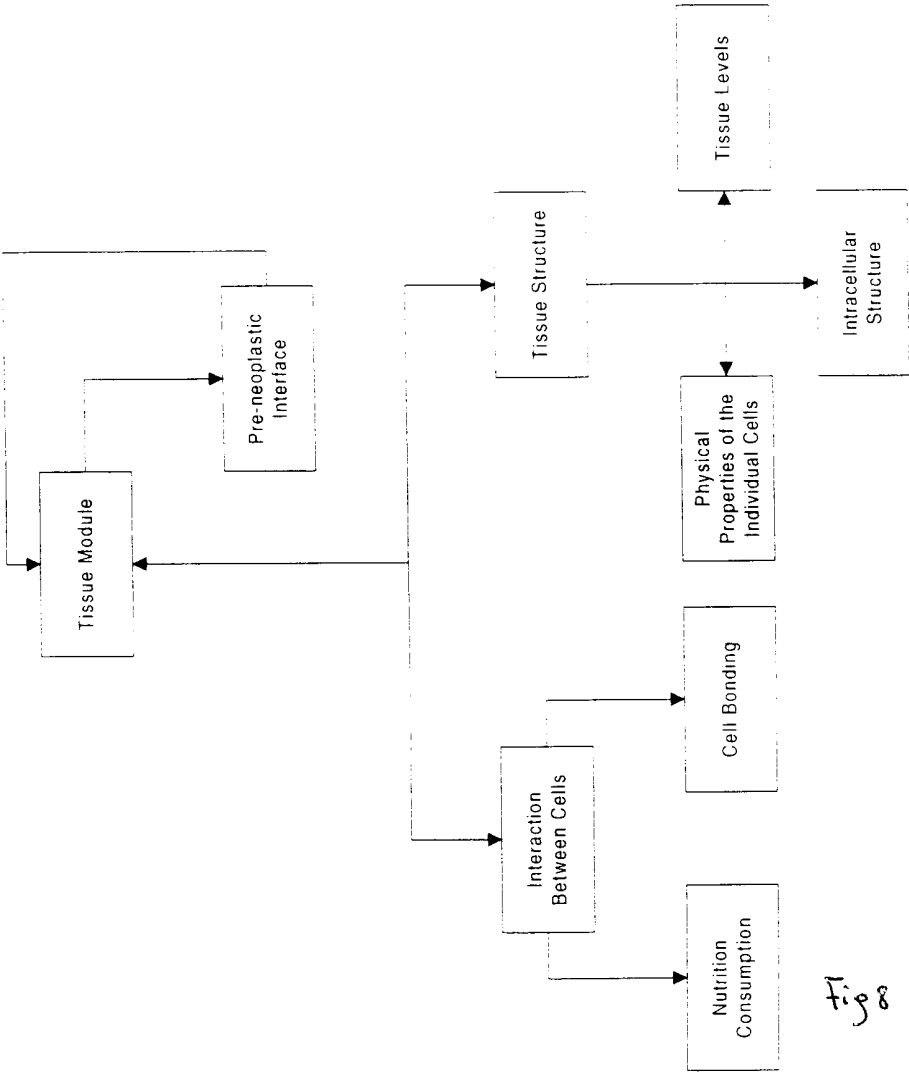 Tissue Module
Pre-neoplastic
Interface
Interaction
Between Cells
Tissue Structure
Nutrition
Consumption
Cell Bonding
Physical
Properties of the
Individual Cells
Tissue Levels
Intracellular
Structure
Fig 8